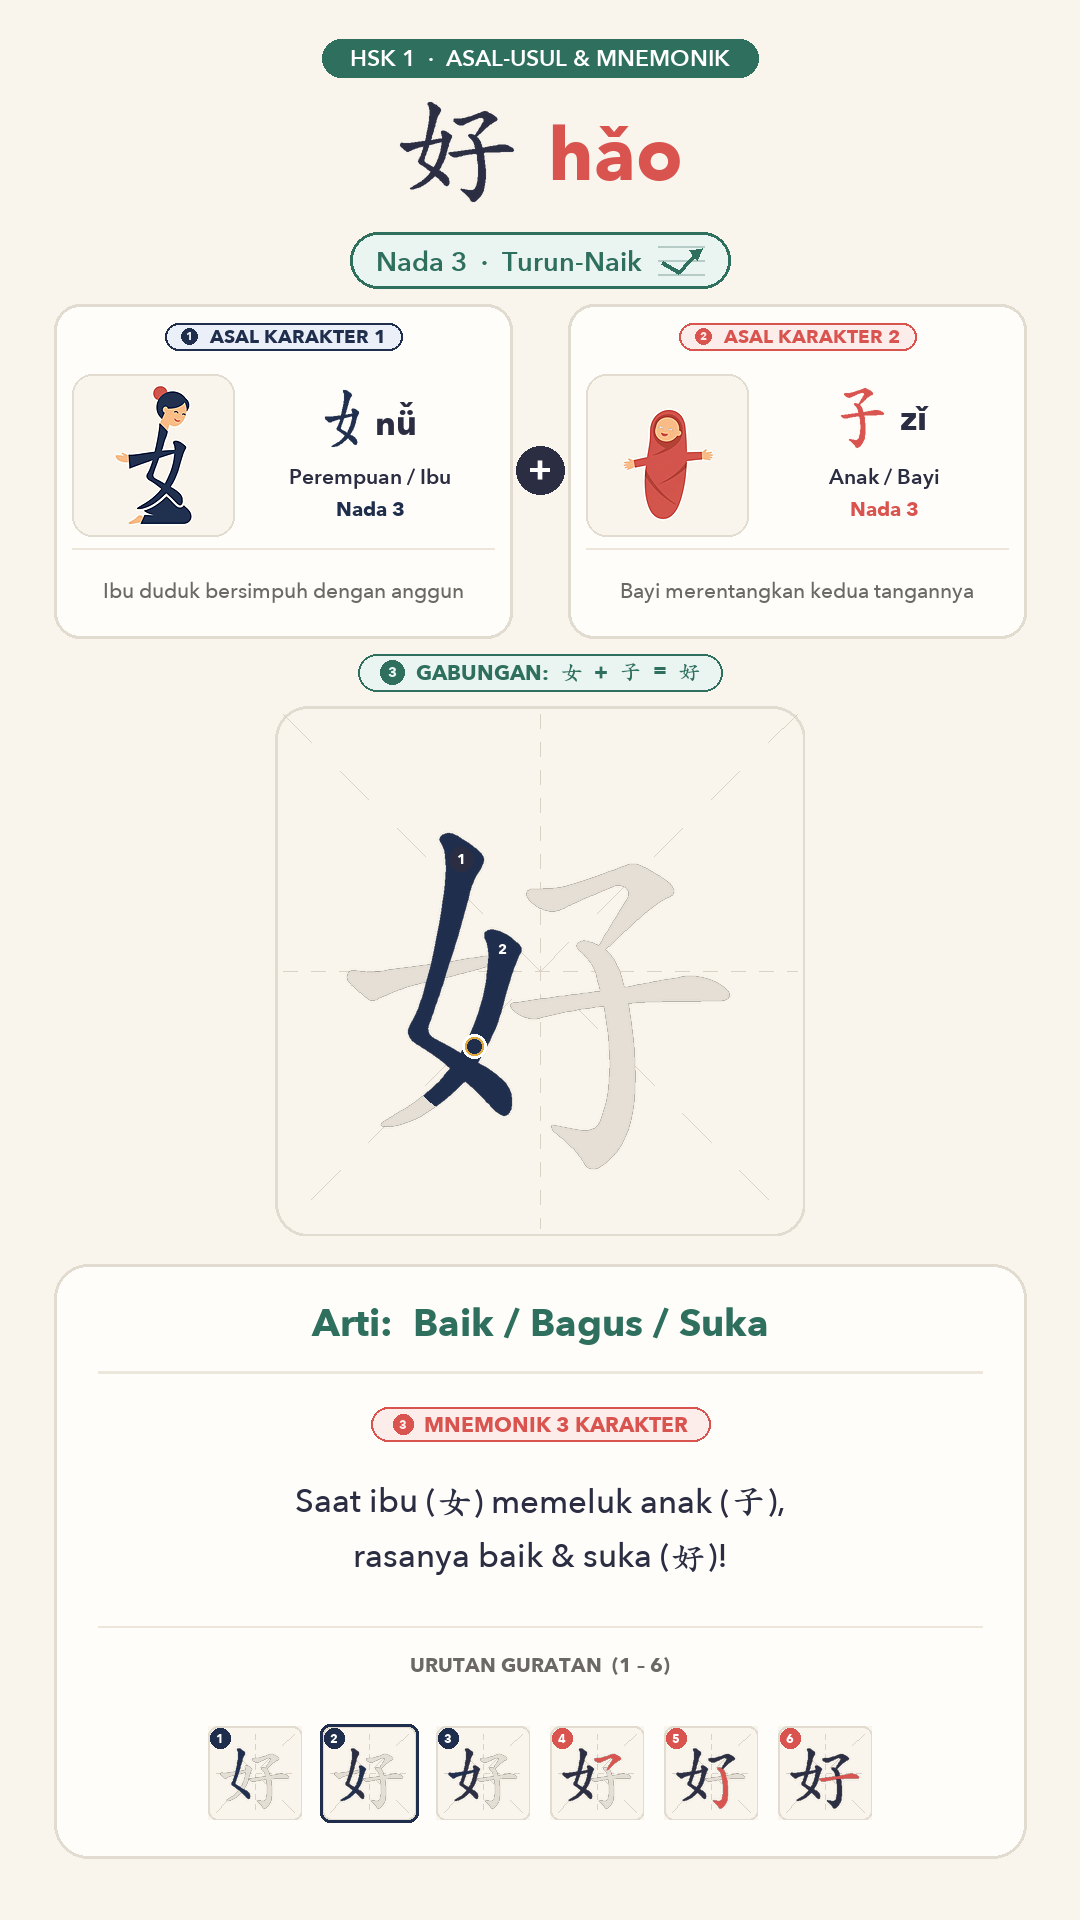 HSK 1 · ASAL-USUL & MNEMONIK
好 hǎo
Nada 3 · Turun-Naik
1 ASAL KARAKTER 1
女 nǚ
Perempuan / Ibu
Nada 3
Ibu duduk bersimpuh dengan anggun
+
2 ASAL KARAKTER 2
子 zǐ
Anak / Bayi
Nada 3
Bayi merentangkan kedua tangannya
3 GABUNGAN: 女 + 子 = 好
好
1
2
Arti: Baik / Bagus / Suka
3 MNEMONIK 3 KARAKTER
Saat ibu (女) memeluk anak (子),
rasanya baik & suka (好)!
URUTAN GURATAN (1 – 6)
1 好 2 好 3 好 4 好 5 好 6 好